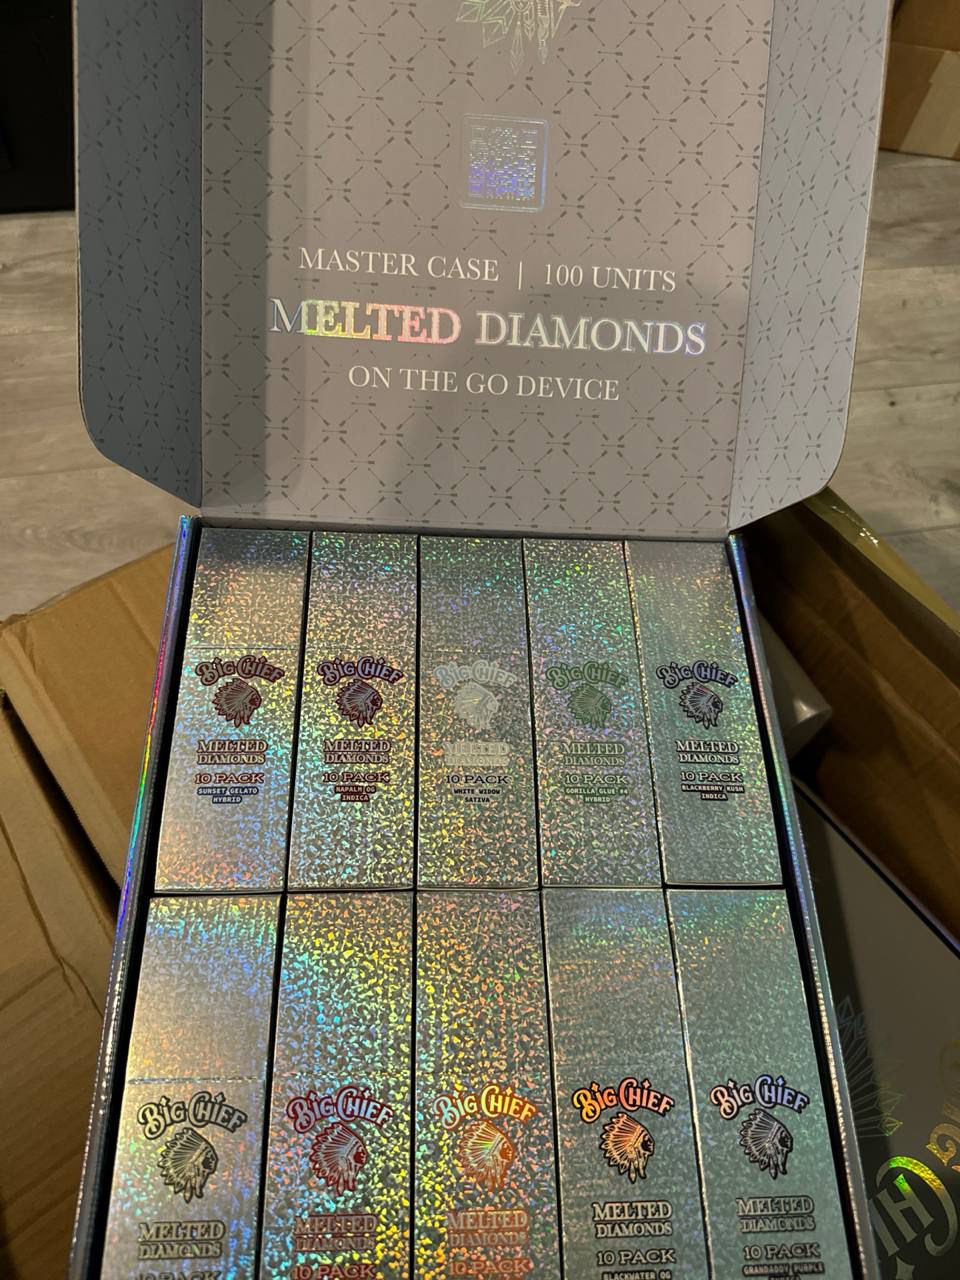 MASTER CASE | 100 UNITS
MELTED DIAMONDS
ON THE GO DEVICE
BIG CHIEF
MELTED
DIAMONDS
10 PACK
SUNSET GELATO
HYBRID
BIG CHIEF
MELTED
DIAMONDS
10 PACK
NAPALM OG
INDICA
BIG CHIEF
MELTED
DIAMONDS
10 PACK
WHITE WIDOW
SATIVA
BIG CHIEF
MELTED
DIAMONDS
10 PACK
GORILLA GLUE #4
HYBRID
BIG CHIEF
MELTED
DIAMONDS
10 PACK
BLACKBERRY KUSH
INDICA
BIG CHIEF
MELTED
DIAMONDS
10 PACK
BIG CHIEF
MELTED
DIAMONDS
10 PACK
BIG CHIEF
MELTED
DIAMONDS
10 PACK
BIG CHIEF
MELTED
DIAMONDS
10 PACK
BLACKWATER OG
BIG CHIEF
MELTED
DIAMONDS
10 PACK
GRANDADDY PURPLE